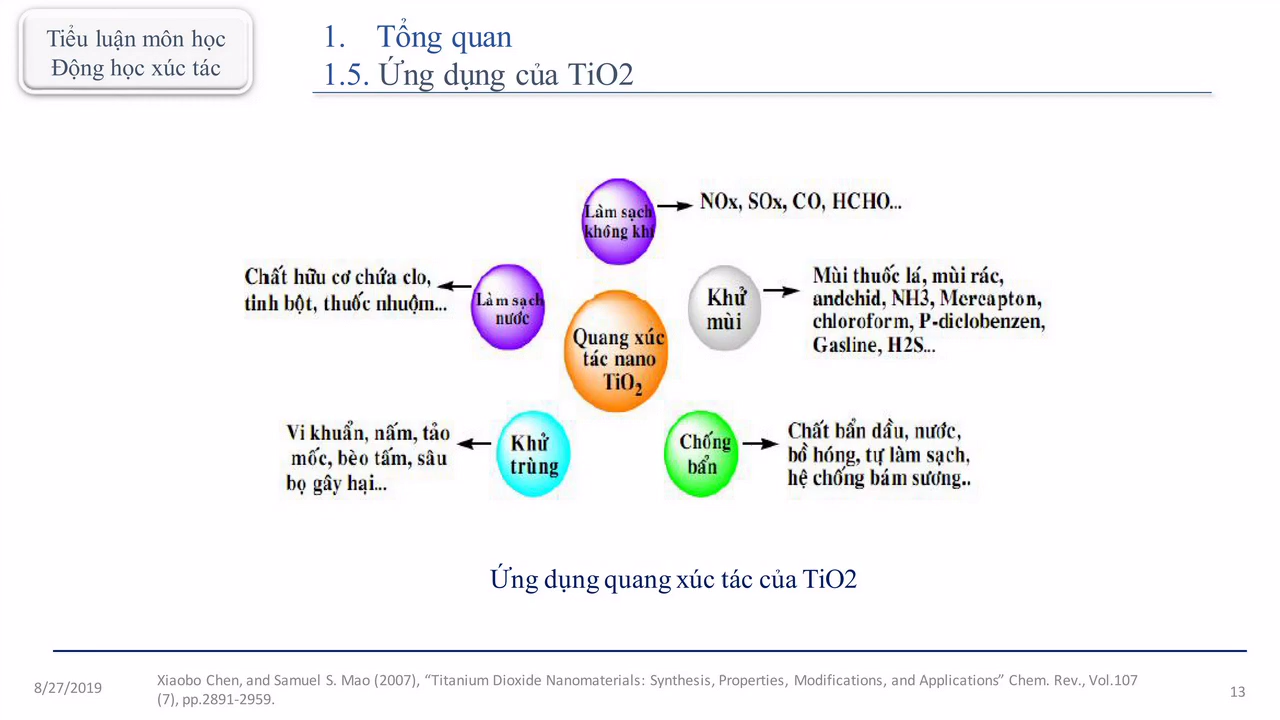 Tiểu luận môn học
Động học xúc tác
1. Tổng quan
1.5. Ứng dụng của TiO2
Làm sạch
không khí
NOx, SOx, CO, HCHO...
Chất hữu cơ chứa clo,
tinh bột, thuốc nhuộm...
Làm sạch
nước
Khử
mùi
Mùi thuốc lá, mùi rác,
andehid, NH3, Mercapton,
chloroform, P-diclobenzen,
Gasline, H2S...
Quang xúc
tác nano
TiO2
Vi khuẩn, nấm, tảo
mốc, bèo tấm, sâu
bọ gây hại...
Khử
trùng
Chống
bẩn
Chất bẩn dầu, nước,
bồ hóng, tự làm sạch,
hệ chống bám sương..
Ứng dụng quang xúc tác của TiO2
8/27/2019
Xiaobo Chen, and Samuel S. Mao (2007), “Titanium Dioxide Nanomaterials: Synthesis, Properties, Modifications, and Applications” Chem. Rev., Vol.107
(7), pp.2891-2959.
13